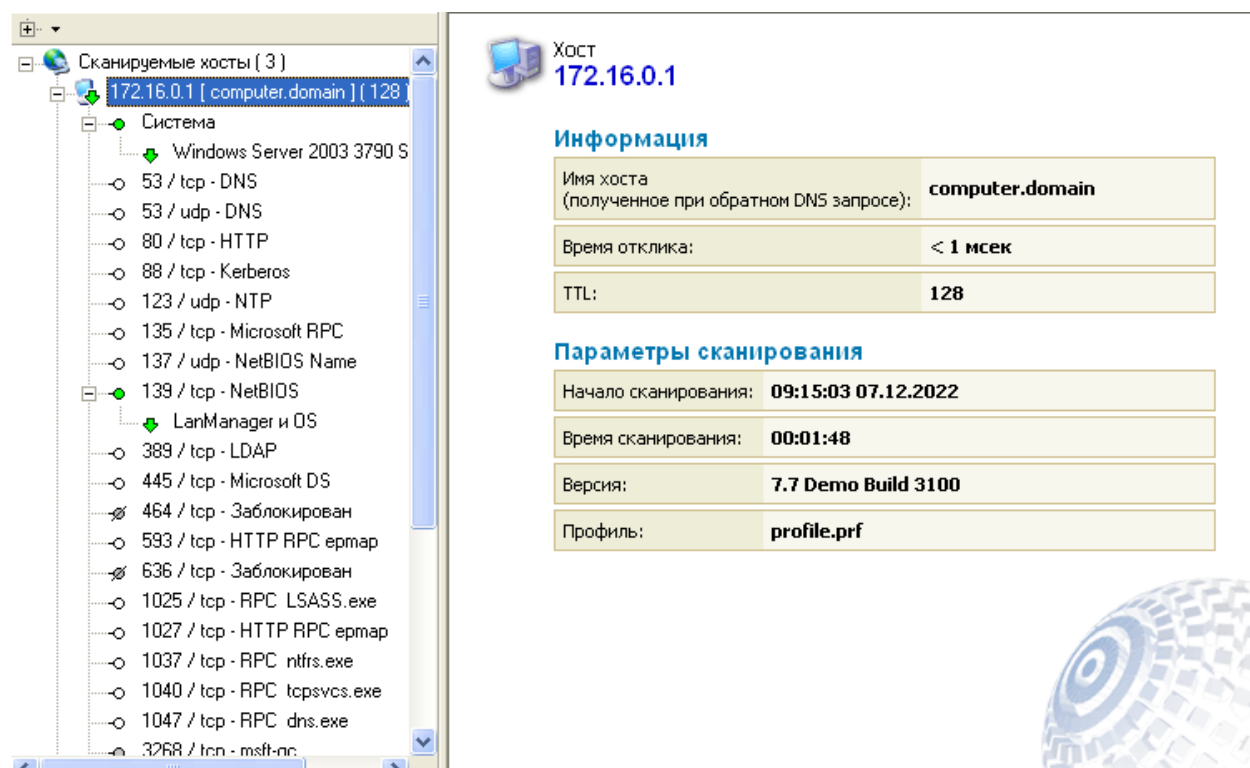 Сканируемые хосты ( 3 )
172.16.0.1 [ computer.domain ] ( 128 )
Система
Windows Server 2003 3790 S
53 / tcp - DNS
53 / udp - DNS
80 / tcp - HTTP
88 / tcp - Kerberos
123 / udp - NTP
135 / tcp - Microsoft RPC
137 / udp - NetBIOS Name
139 / tcp - NetBIOS
LanManager и OS
389 / tcp - LDAP
445 / tcp - Microsoft DS
464 / tcp - Заблокирован
593 / tcp - HTTP RPC epmap
636 / tcp - Заблокирован
1025 / tcp - RPC LSASS.exe
1027 / tcp - HTTP RPC epmap
1037 / tcp - RPC ntfrs.exe
1040 / tcp - RPC tcpsvcs.exe
1047 / tcp - RPC dns.exe
3268 / tcp - msft-gc
Хост
172.16.0.1
Информация
Имя хоста
(полученное при обратном DNS запросе): computer.domain
Время отклика: < 1 мсек
TTL: 128
Параметры сканирования
Начало сканирования: 09:15:03 07.12.2022
Время сканирования: 00:01:48
Версия: 7.7 Demo Build 3100
Профиль: profile.prf